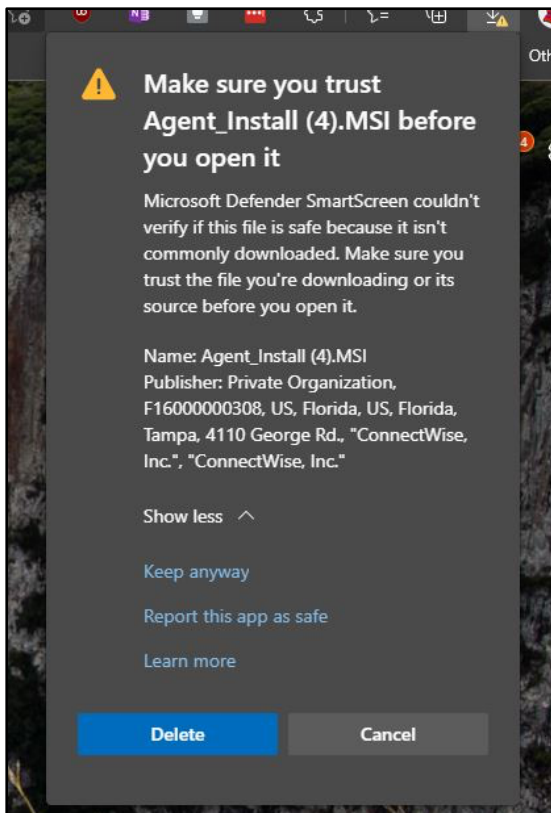 Oth
Make sure you trust
Agent_Install (4).MSI before
you open it
4
Microsoft Defender SmartScreen couldn't
verify if this file is safe because it isn't
commonly downloaded. Make sure you
trust the file you're downloading or its
source before you open it.
Name: Agent_Install (4).MSI
Publisher: Private Organization,
F16000000308, US, Florida, US, Florida,
Tampa, 4110 George Rd., "ConnectWise,
Inc.", "ConnectWise, Inc."
Show less
Keep anyway
Report this app as safe
Learn more
Delete
Cancel